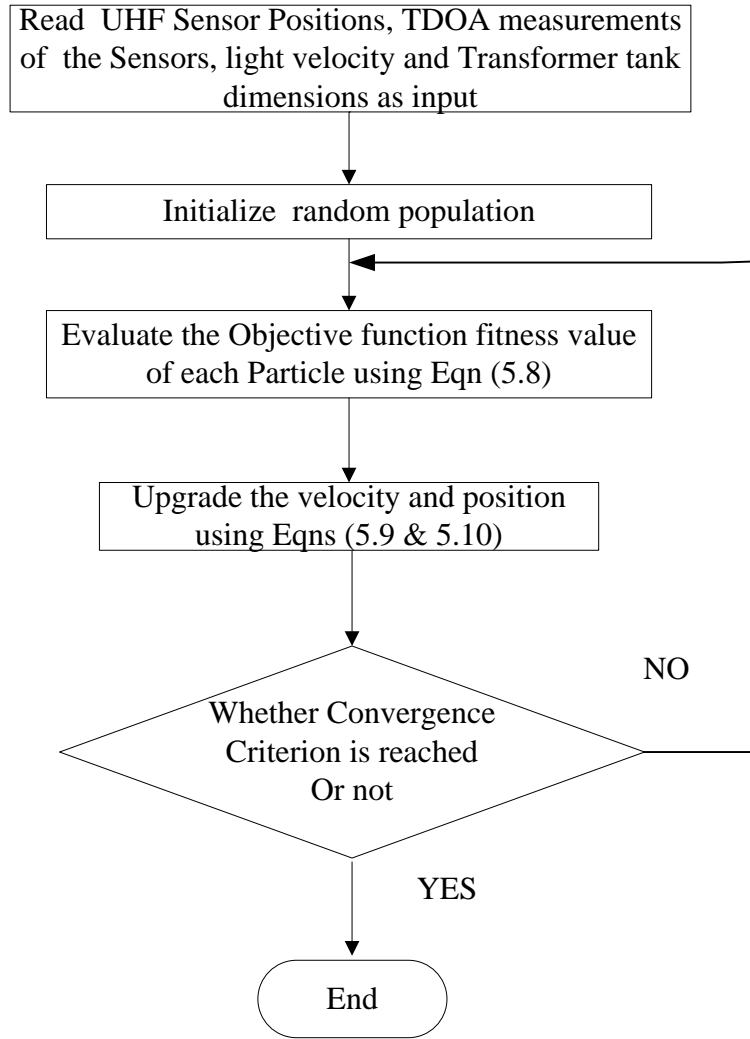 Read UHF Sensor Positions, TDOA measurements
of the Sensors, light velocity and Transformer tank
dimensions as input
Initialize random population
Evaluate the Objective function fitness value
of each Particle using Eqn (5.8)
Upgrade the velocity and position
using Eqns (5.9 & 5.10)
NO
Whether Convergence
Criterion is reached
Or not
YES
End